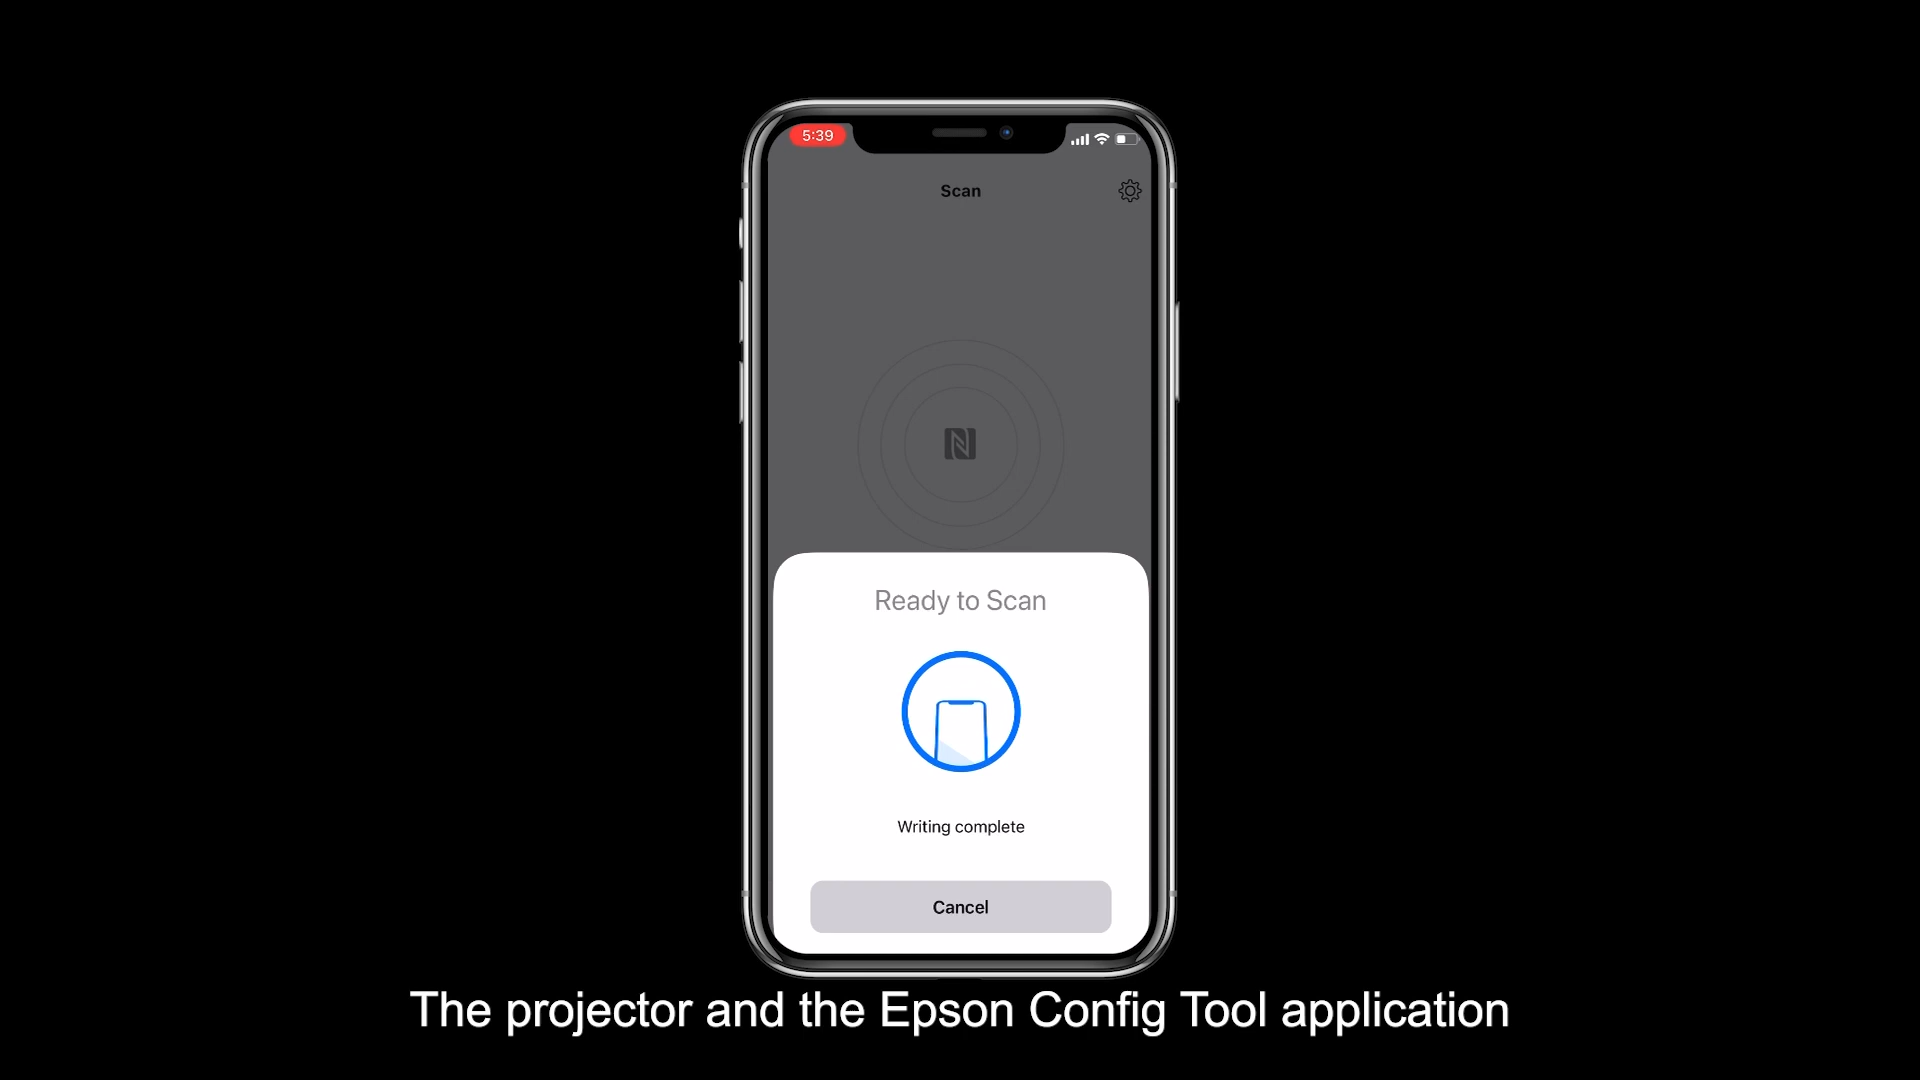 5:39
Scan
Ready to Scan
Writing complete
Cancel
The projector and the Epson Config Tool application